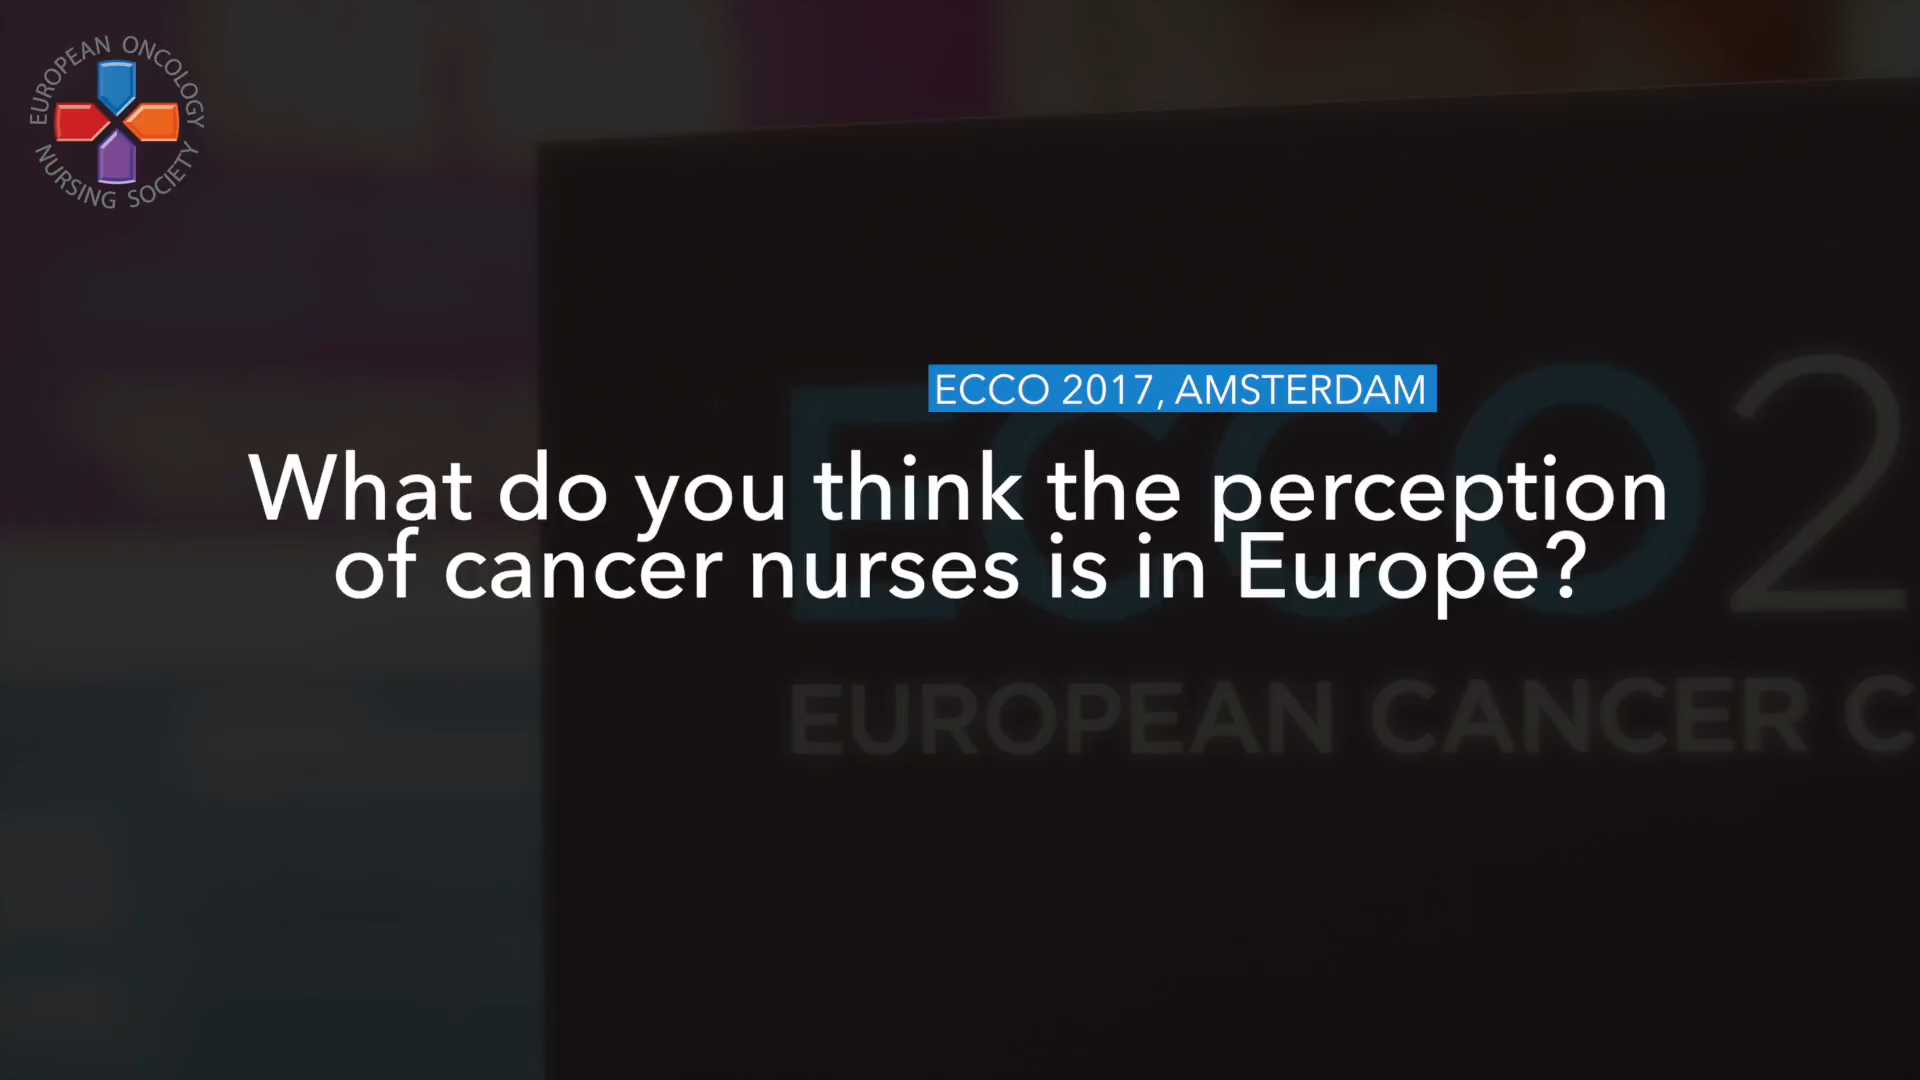 EUROPEAN ONCOLOGY
NURSING SOCIETY
ECCO 2017, AMSTERDAM
What do you think the perception
of cancer nurses is in Europe?
ECCO2
EUROPEAN CANCER C